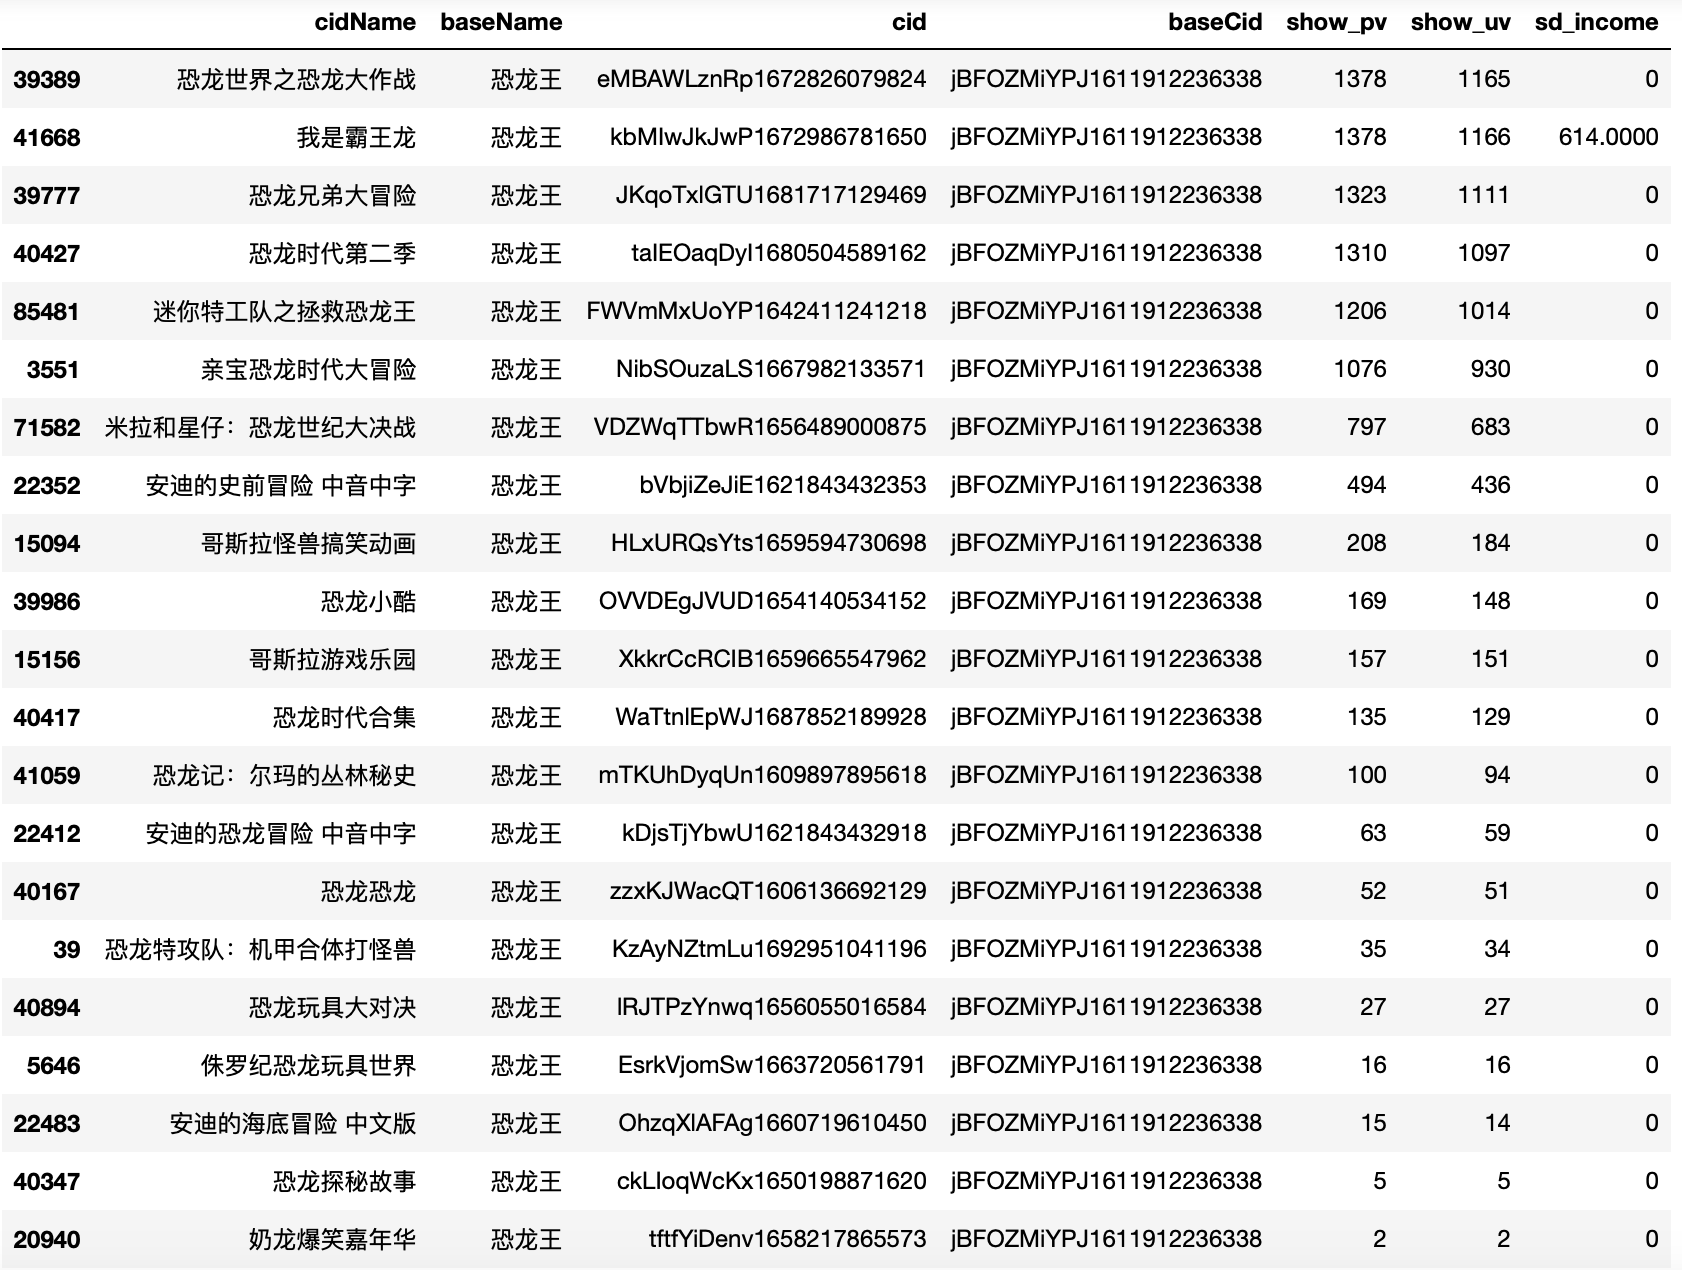 cidName baseName cid baseCid show_pv show_uv sd_income
39389 恐龙世界之恐龙大作战 恐龙王 eMBAWLznRp1672826079824 jBFOZMiYPJ1611912236338 1378 1165 0
41668 我是霸王龙 恐龙王 kbMIwJkJwP1672986781650 jBFOZMiYPJ1611912236338 1378 1166 614.0000
39777 恐龙兄弟大冒险 恐龙王 JKqoTxlGTU1681717129469 jBFOZMiYPJ1611912236338 1323 1111 0
40427 恐龙时代第二季 恐龙王 talEOaqDyI1680504589162 jBFOZMiYPJ1611912236338 1310 1097 0
85481 迷你特工队之拯救恐龙王 恐龙王 FWVmMxUoYP1642411241218 jBFOZMiYPJ1611912236338 1206 1014 0
3551 亲宝恐龙时代大冒险 恐龙王 NibSOuzaLS1667982133571 jBFOZMiYPJ1611912236338 1076 930 0
71582 米拉和星仔：恐龙世纪大决战 恐龙王 VDZWqTTbwR1656489000875 jBFOZMiYPJ1611912236338 797 683 0
22352 安迪的史前冒险 中音中字 恐龙王 bVbjiZeJiE1621843432353 jBFOZMiYPJ1611912236338 494 436 0
15094 哥斯拉怪兽搞笑动画 恐龙王 HLxURQsYts1659594730698 jBFOZMiYPJ1611912236338 208 184 0
39986 恐龙小酷 恐龙王 OVVDEgJVUD1654140534152 jBFOZMiYPJ1611912236338 169 148 0
15156 哥斯拉游戏乐园 恐龙王 XkkrCcRCIB1659665547962 jBFOZMiYPJ1611912236338 157 151 0
40417 恐龙时代合集 恐龙王 WaTtnlEpWJ1687852189928 jBFOZMiYPJ1611912236338 135 129 0
41059 恐龙记：尔玛的丛林秘史 恐龙王 mTKUhDyqUn1609897895618 jBFOZMiYPJ1611912236338 100 94 0
22412 安迪的恐龙冒险 中音中字 恐龙王 kDjsTjYbwU1621843432918 jBFOZMiYPJ1611912236338 63 59 0
40167 恐龙恐龙 恐龙王 zzxKJWacQT1606136692129 jBFOZMiYPJ1611912236338 52 51 0
39 恐龙特攻队：机甲合体打怪兽 恐龙王 KzAyNZtmLu1692951041196 jBFOZMiYPJ1611912236338 35 34 0
40894 恐龙玩具大对决 恐龙王 lRJTPzYnwq1656055016584 jBFOZMiYPJ1611912236338 27 27 0
5646 侏罗纪恐龙玩具世界 恐龙王 EsrkVjomSw1663720561791 jBFOZMiYPJ1611912236338 16 16 0
22483 安迪的海底冒险 中文版 恐龙王 OhzqXlAFAg1660719610450 jBFOZMiYPJ1611912236338 15 14 0
40347 恐龙探秘故事 恐龙王 ckLloqWcKx1650198871620 jBFOZMiYPJ1611912236338 5 5 0
20940 奶龙爆笑嘉年华 恐龙王 tftfYiDenv1658217865573 jBFOZMiYPJ1611912236338 2 2 0